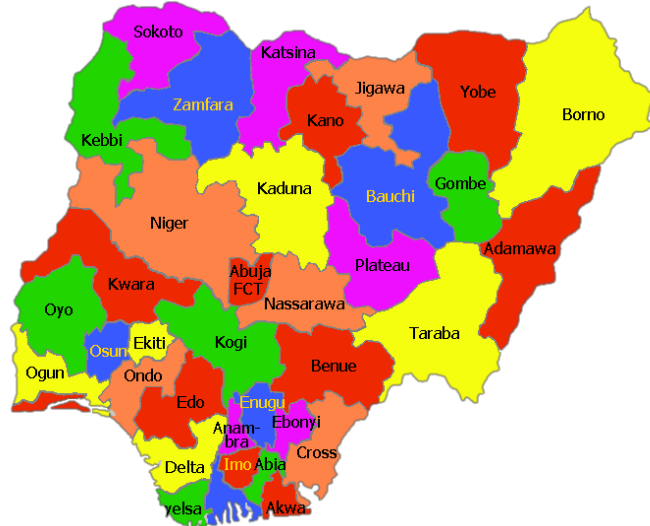 Sokoto
Katsina
Zamfara
Jigawa
Yobe
Borno
Kano
Kebbi
Kaduna
Bauchi
Gombe
Niger
Adamawa
Plateau
Abuja
FCT
Kwara
Nassarawa
Oyo
Taraba
Kogi
Ekiti
Osun
Benue
Ogun
Ondo
Edo
Enugu
Ebonyi
Anam-
bra
Cross
Delta
Imo
Abia
yelsa
Akwa